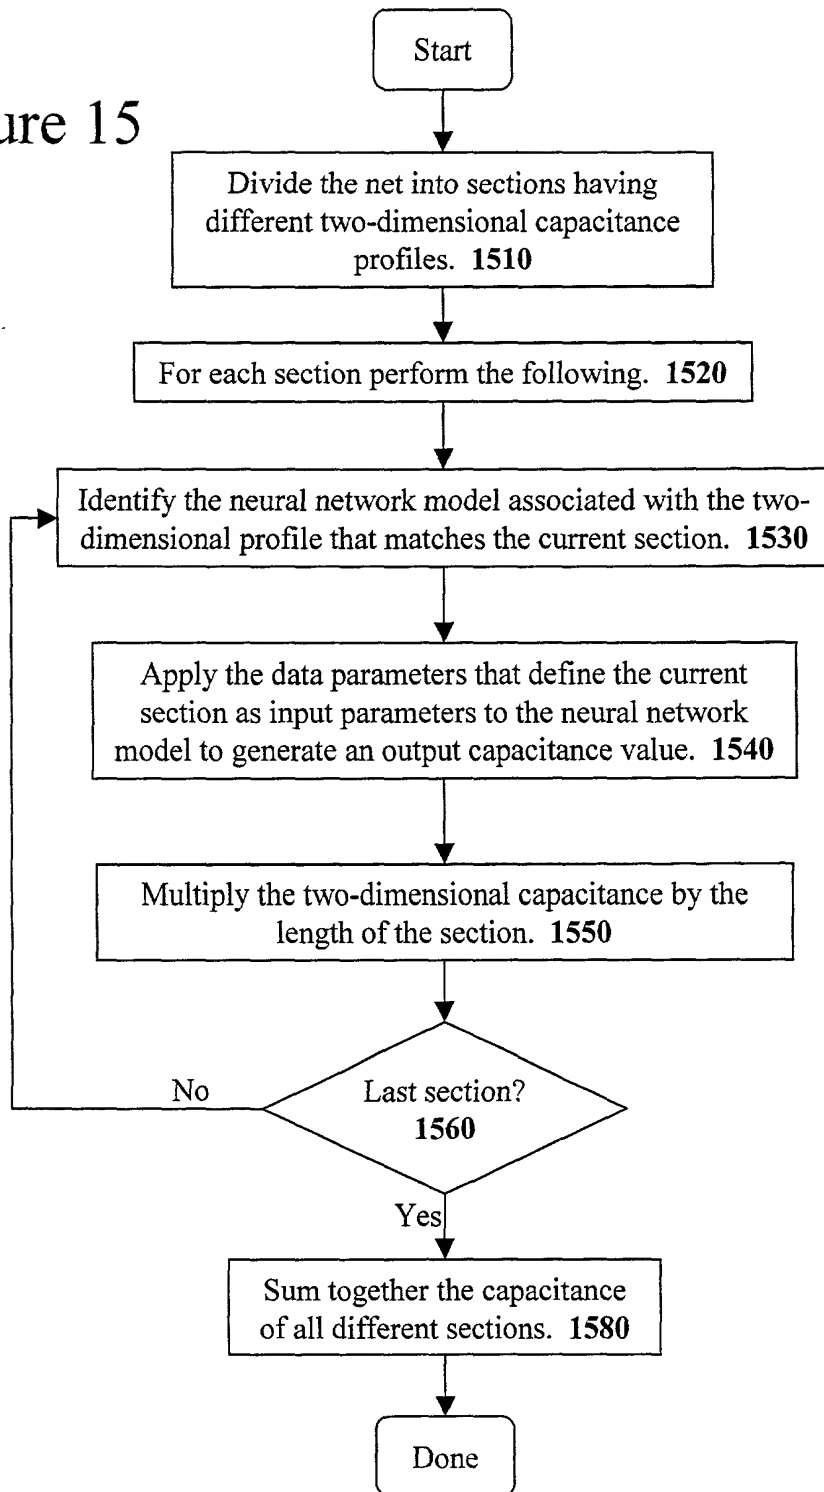 Start
ure 15
Divide the net into sections having
different two-dimensional capacitance
profiles. 1510
For each section perform the following. 1520
Identify the neural network model associated with the two-
dimensional profile that matches the current section. 1530
Apply the data parameters that define the current
section as input parameters to the neural network
model to generate an output capacitance value. 1540
Multiply the two-dimensional capacitance by the
length of the section. 1550
No
Last section?
1560
Yes
Sum together the capacitance
of all different sections. 1580
Done